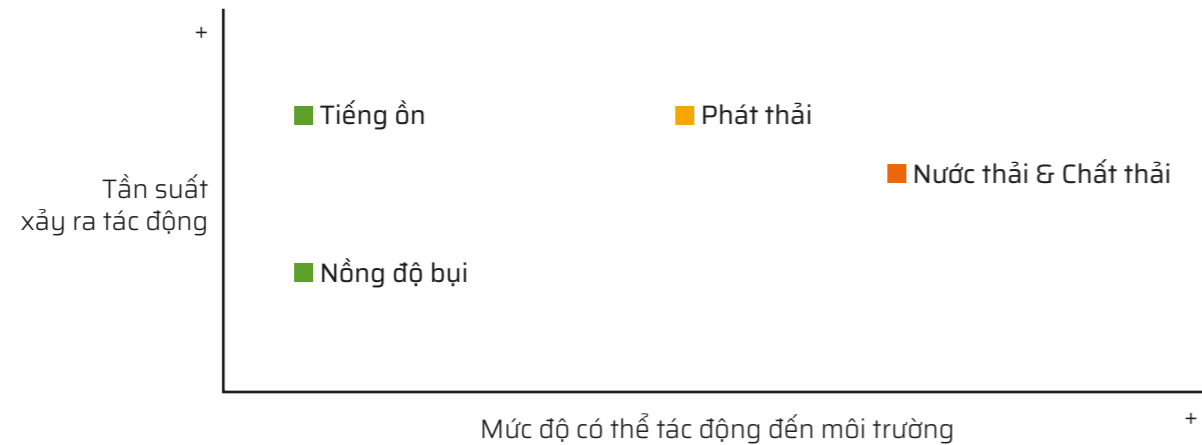 +
Tiếng ồn
Phát thải
Nước thải & Chất thải
Tần suất
xảy ra tác động
Nồng độ bụi
Mức độ có thể tác động đến môi trường
+